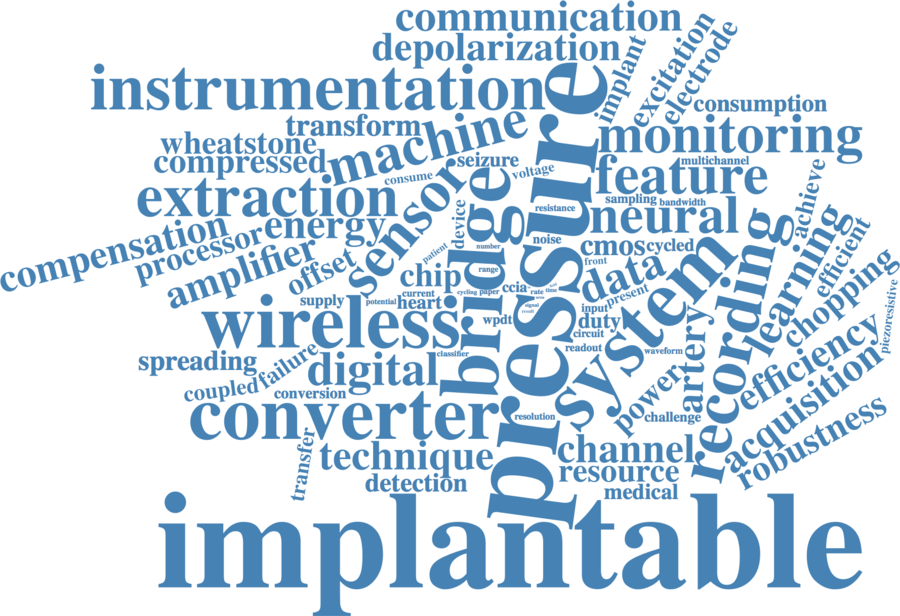 communication
depolarization
instrumentation
implant
excitation
electrode
consumption
transform
machine
wheatstone
compressed
seizure
monitoring
multichannel
consume
voltage
feature
extraction
sensor
bridge
pressure
sampling
bandwidth
achieve
resistance
neural
device
compensation
processor
energy
amplifier
offset
patient
number
noise
cmos
cycled
front
recording
learning
efficient
chopping
chip
range
data
system
supply
potential
current
heart
cycling
paper
ccia
rate
time
area
input
present
signal
wireless
wpdt
duty
circuit
piezoresistive
spreading
failure
classifier
readout
waveform
digital
coupled
conversion
power
artery
efficiency
converter
resolution
challenge
acquisition
robustness
transfer
technique
detection
channel
resource
medical
implantable